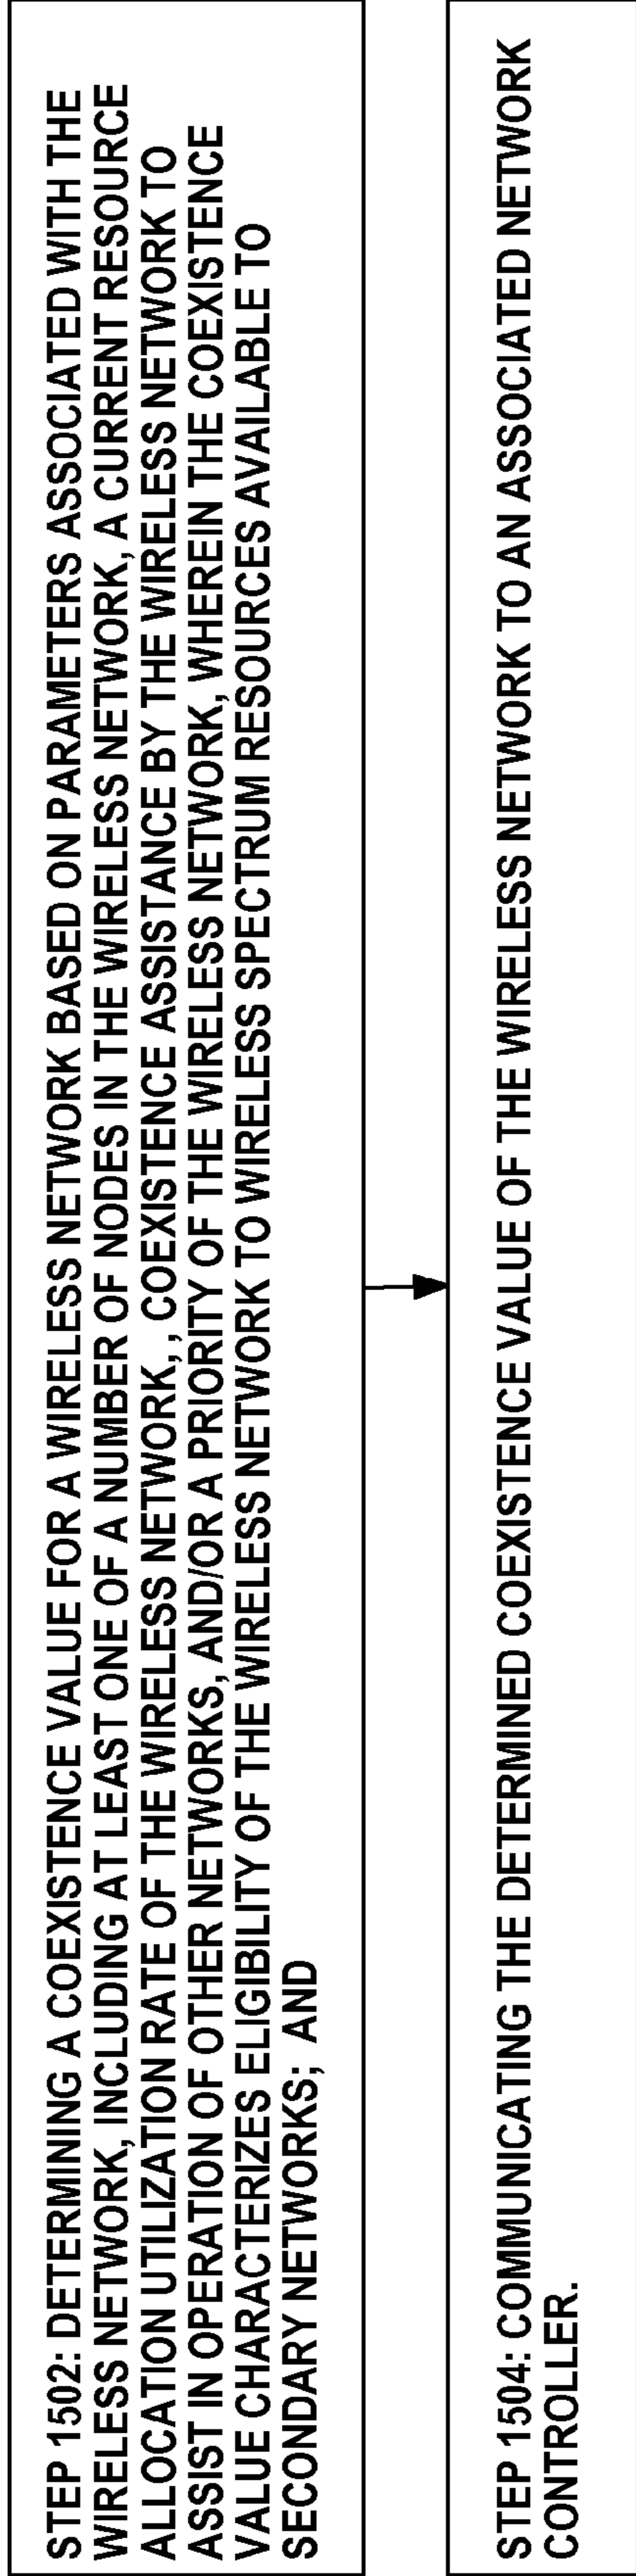 STEP 1502: DETERMINING A COEXISTENCE VALUE FOR A WIRELESS NETWORK BASED ON PARAMETERS ASSOCIATED WITH THE
WIRELESS NETWORK, INCLUDING AT LEAST ONE OF A NUMBER OF NODES IN THE WIRELESS NETWORK, A CURRENT RESOURCE
ALLOCATION UTILIZATION RATE OF THE WIRELESS NETWORK, , COEXISTENCE ASSISTANCE BY THE WIRELESS NETWORK TO
ASSIST IN OPERATION OF OTHER NETWORKS, AND/OR A PRIORITY OF THE WIRELESS NETWORK, WHEREIN THE COEXISTENCE
VALUE CHARACTERIZES ELIGIBILITY OF THE WIRELESS NETWORK TO WIRELESS SPECTRUM RESOURCES AVAILABLE TO
SECONDARY NETWORKS; AND
STEP 1504: COMMUNICATING THE DETERMINED COEXISTENCE VALUE OF THE WIRELESS NETWORK TO AN ASSOCIATED NETWORK
CONTROLLER.